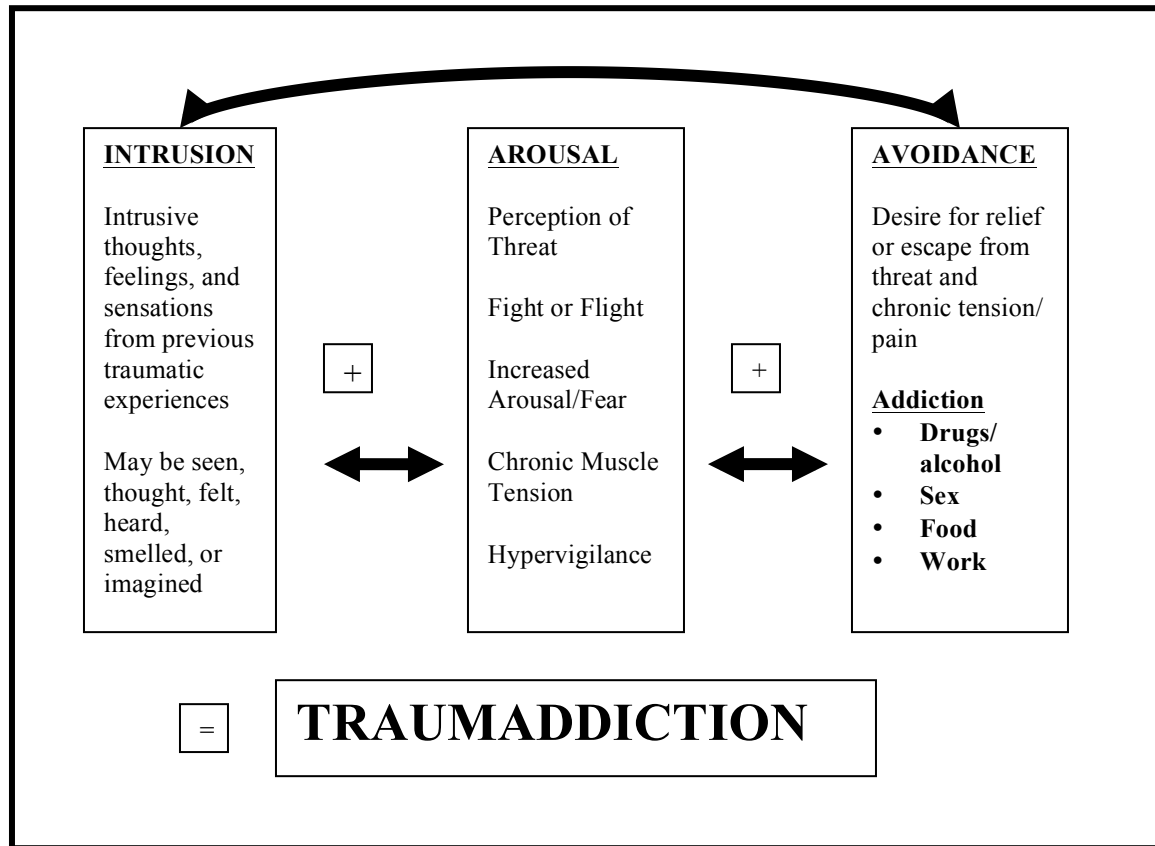 INTRUSION
Intrusive
thoughts,
feelings, and
sensations
from previous
traumatic
experiences
May be seen,
thought, felt,
heard,
smelled, or
imagined
+
AROUSAL
Perception of
Threat
Fight or Flight
Increased
Arousal/Fear
Chronic Muscle
Tension
Hypervigilance
+
AVOIDANCE
Desire for relief
or escape from
threat and
chronic tension/
pain
Addiction
• Drugs/
alcohol
• Sex
• Food
• Work
=
TRAUMADDICTION